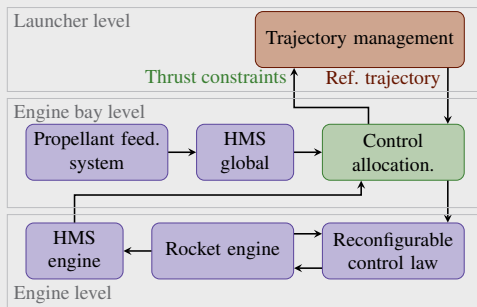 Launcher level
Trajectory management
Thrust constraints
Ref. trajectory
Engine bay level
Propellant feed.
system
HMS
global
Control
allocation.
HMS
engine
Rocket engine
Reconfigurable
control law
Engine level